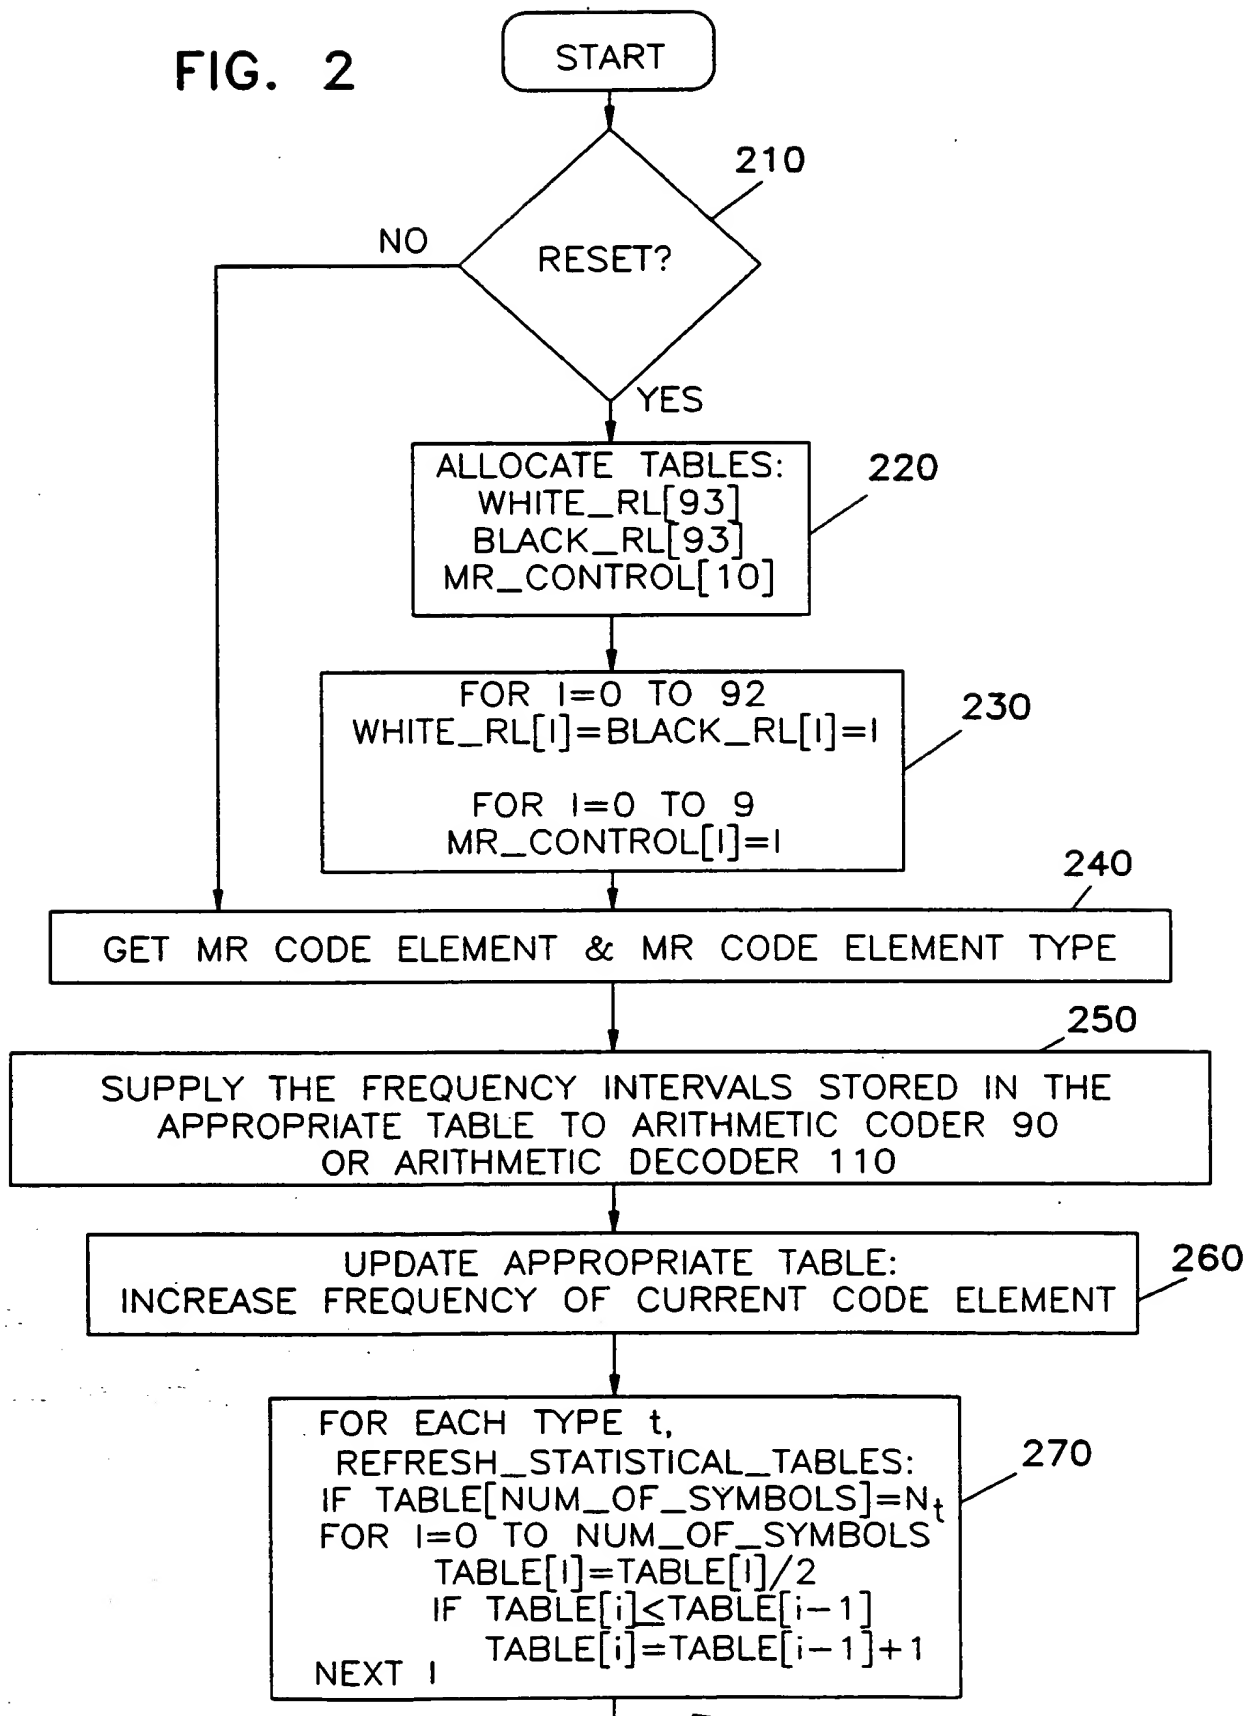 FIG. 2
START
210
NO
RESET?
YES
220
ALLOCATE TABLES:
WHITE_RL[93]
BLACK_RL[93]
MR_CONTROL[10]
230
FOR I=0 TO 92
WHITE_RL[I]=BLACK_RL[I]=I
FOR I=0 TO 9
MR_CONTROL[I]=I
240
GET MR CODE ELEMENT & MR CODE ELEMENT TYPE
250
SUPPLY THE FREQUENCY INTERVALS STORED IN THE
APPROPRIATE TABLE TO ARITHMETIC CODER 90
OR ARITHMETIC DECODER 110
260
UPDATE APPROPRIATE TABLE:
INCREASE FREQUENCY OF CURRENT CODE ELEMENT
270
FOR EACH TYPE t,
REFRESH_STATISTICAL_TABLES:
IF TABLE[NUM_OF_SYMBOLS]=Nt
FOR I=0 TO NUM_OF_SYMBOLS
TABLE[I]=TABLE[I]/2
IF TABLE[i]≤TABLE[i-1]
TABLE[i]=TABLE[i-1]+1
NEXT I